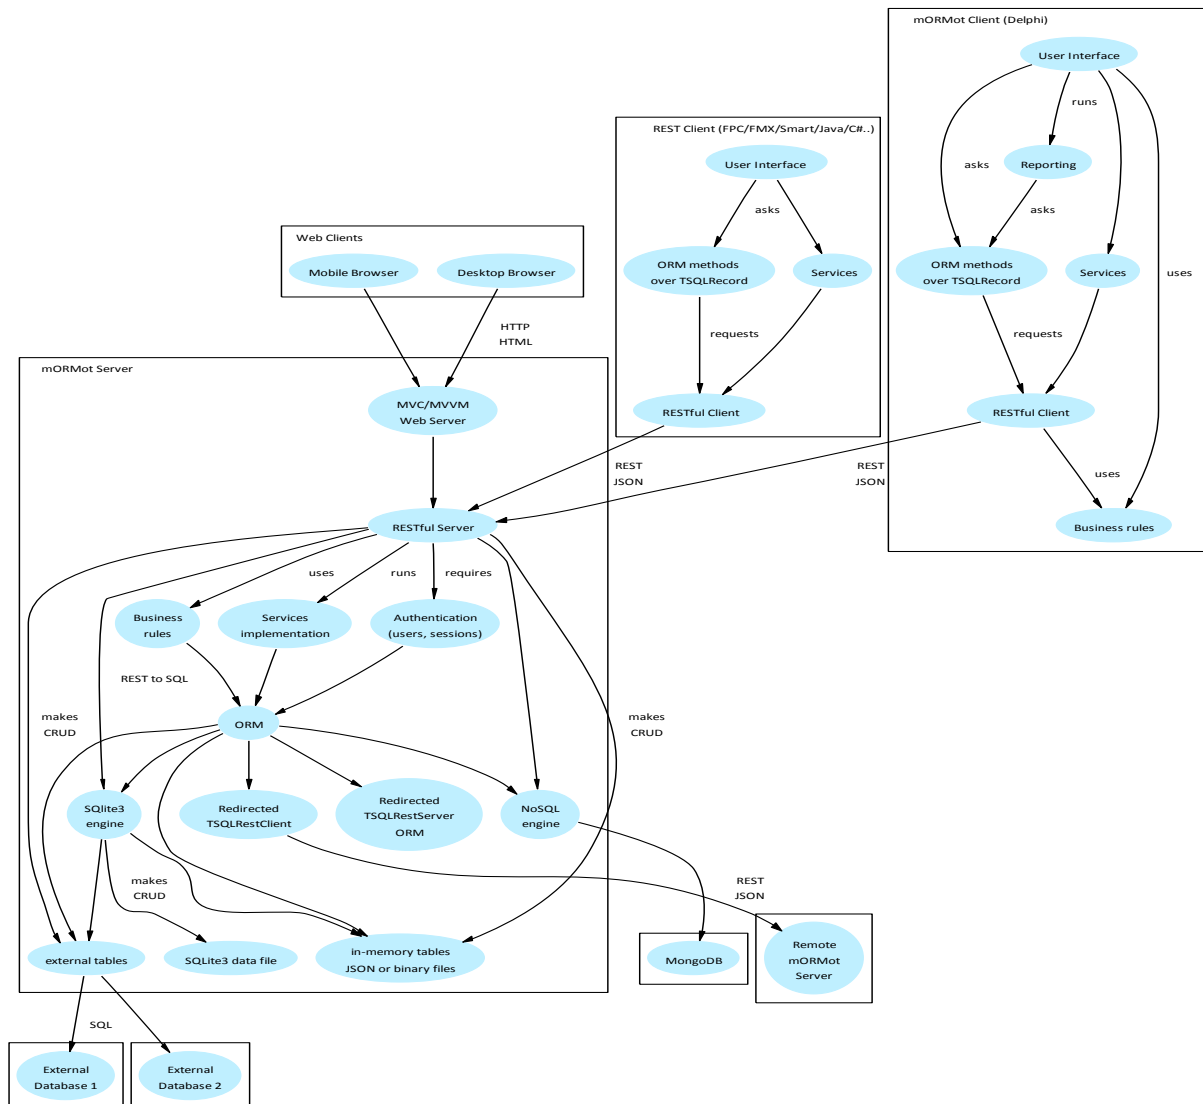 mORMot Client (Delphi)
User Interface
runs
asks
Reporting
asks
ORM methods
over TSQLRecord
Services
uses
requests
RESTful Client
uses
Business rules
REST Client (FPC/FMX/Smart/Java/C#..)
User Interface
asks
ORM methods
over TSQLRecord
Services
requests
RESTful Client
REST
JSON
REST
JSON
Web Clients
Mobile Browser
Desktop Browser
HTTP
HTML
mORMot Server
MVC/MVVM
Web Server
RESTful Server
uses
runs
requires
Business
rules
Services
implementation
Authentication
(users, sessions)
REST to SQL
makes
CRUD
ORM
makes
CRUD
SQlite3
engine
Redirected
TSQLRestClient
Redirected
TSQLRestServer
ORM
NoSQL
engine
makes
CRUD
REST
JSON
external tables
SQLite3 data file
in-memory tables
JSON or binary files
MongoDB
Remote
mORMot
Server
SQL
External
Database 1
External
Database 2